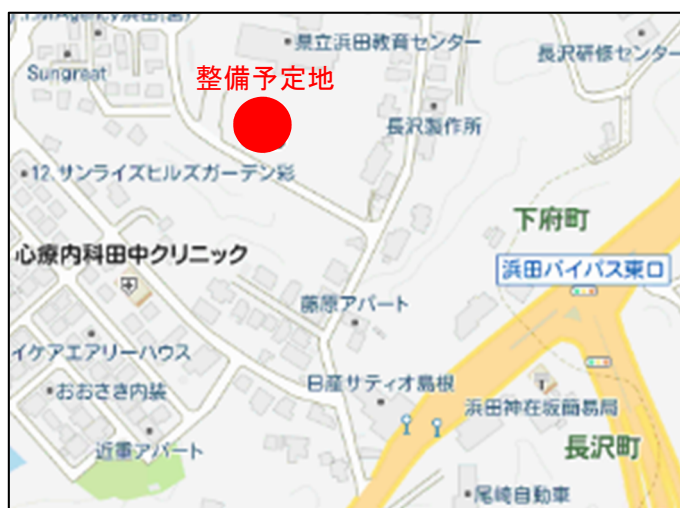 県立浜田教育センター
長沢研修センター
Sungreat
整備予定地
長沢製作所
12.サンライズヒルズガーデン彩
下府町
心療内科田中クリニック
浜田バイパス東口
藤原アパート
イケアエアリーハウス
日産サティオ島根
おおさき内装
浜田神在坂簡易局
近重アパート
長沢町
尾崎自動車